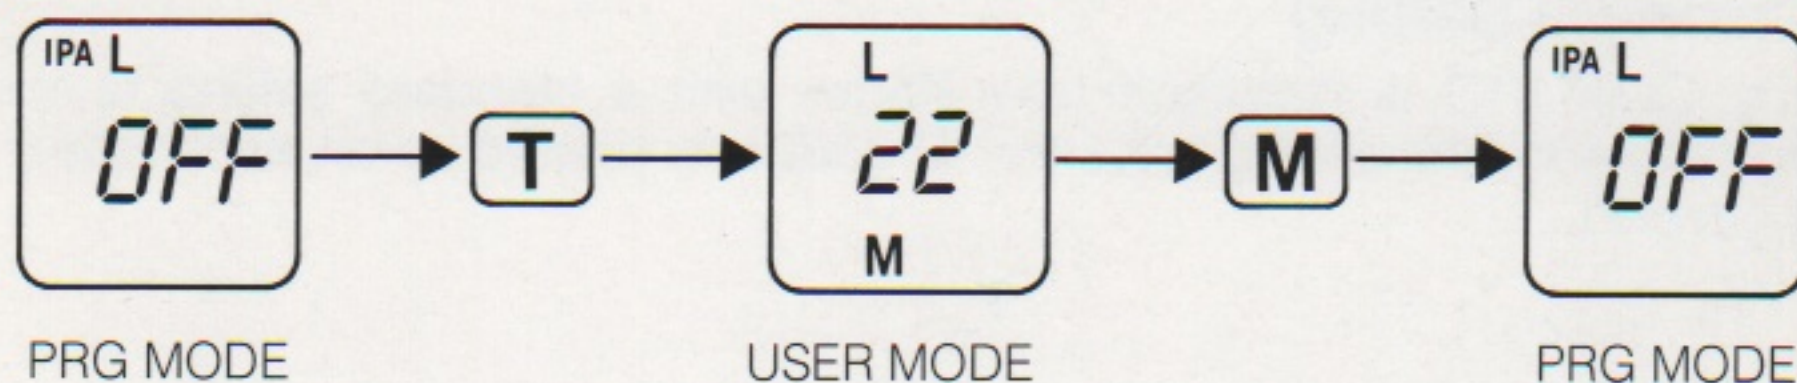 IPA L L IPA L
OFF T 22 M OFF
M
PRG MODE USER MODE PRG MODE